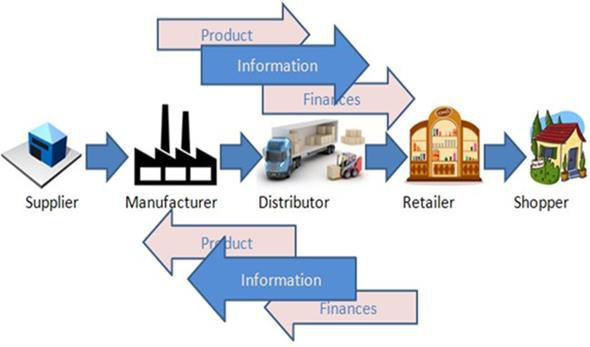 Product
Information
Finances
Supplier
Manufacturer
Distributor
Retailer
Shopper
Product
Information
Finances